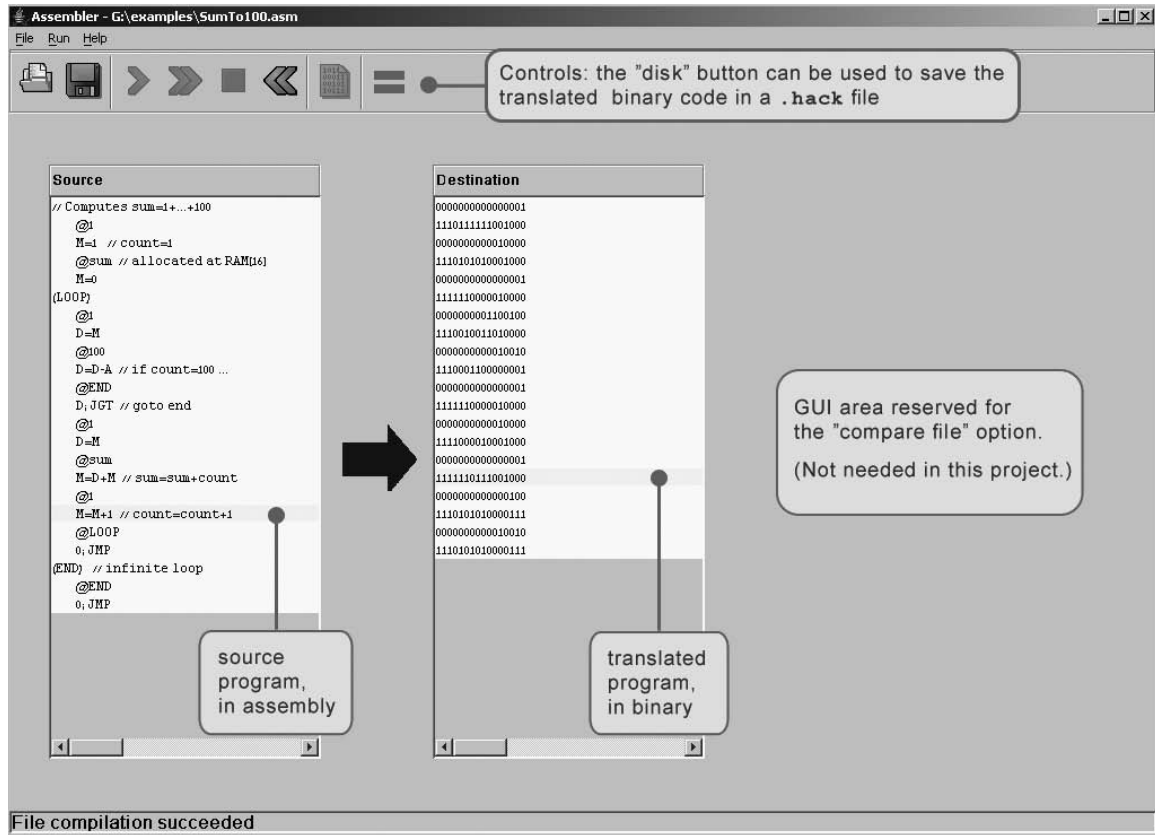 Assembler - G:\examples\SumTo100.asm
File Run Help
Controls: the "disk" button can be used to save the
translated binary code in a .hack file
Source
// Computes sum=1+...+100
@1
M=1 // count=1
@sum // allocated at RAM[16]
M=0
(LOOP)
@1
D=M
@100
D=D-A // if count=100 ...
@END
D;JGT // goto end
@1
D=M
@sum
M=D+M // sum=sum+count
@1
M=M+1 // count=count+1
@LOOP
0;JMP
(END) // infinite loop
@END
0;JMP
source
program,
in assembly
Destination
0000000000000001
1110111111001000
0000000000010000
1110101010001000
0000000000000001
1111110000010000
0000000001100100
1110010011010000
0000000000010010
1110001100000001
0000000000000001
1111110000010000
0000000000010000
1111000010001000
0000000000000001
1111110111001000
0000000000000100
1110101010000111
0000000000010010
1110101010000111
translated
program,
in binary
GUI area reserved for
the "compare file" option.
(Not needed in this project.)
File compilation succeeded